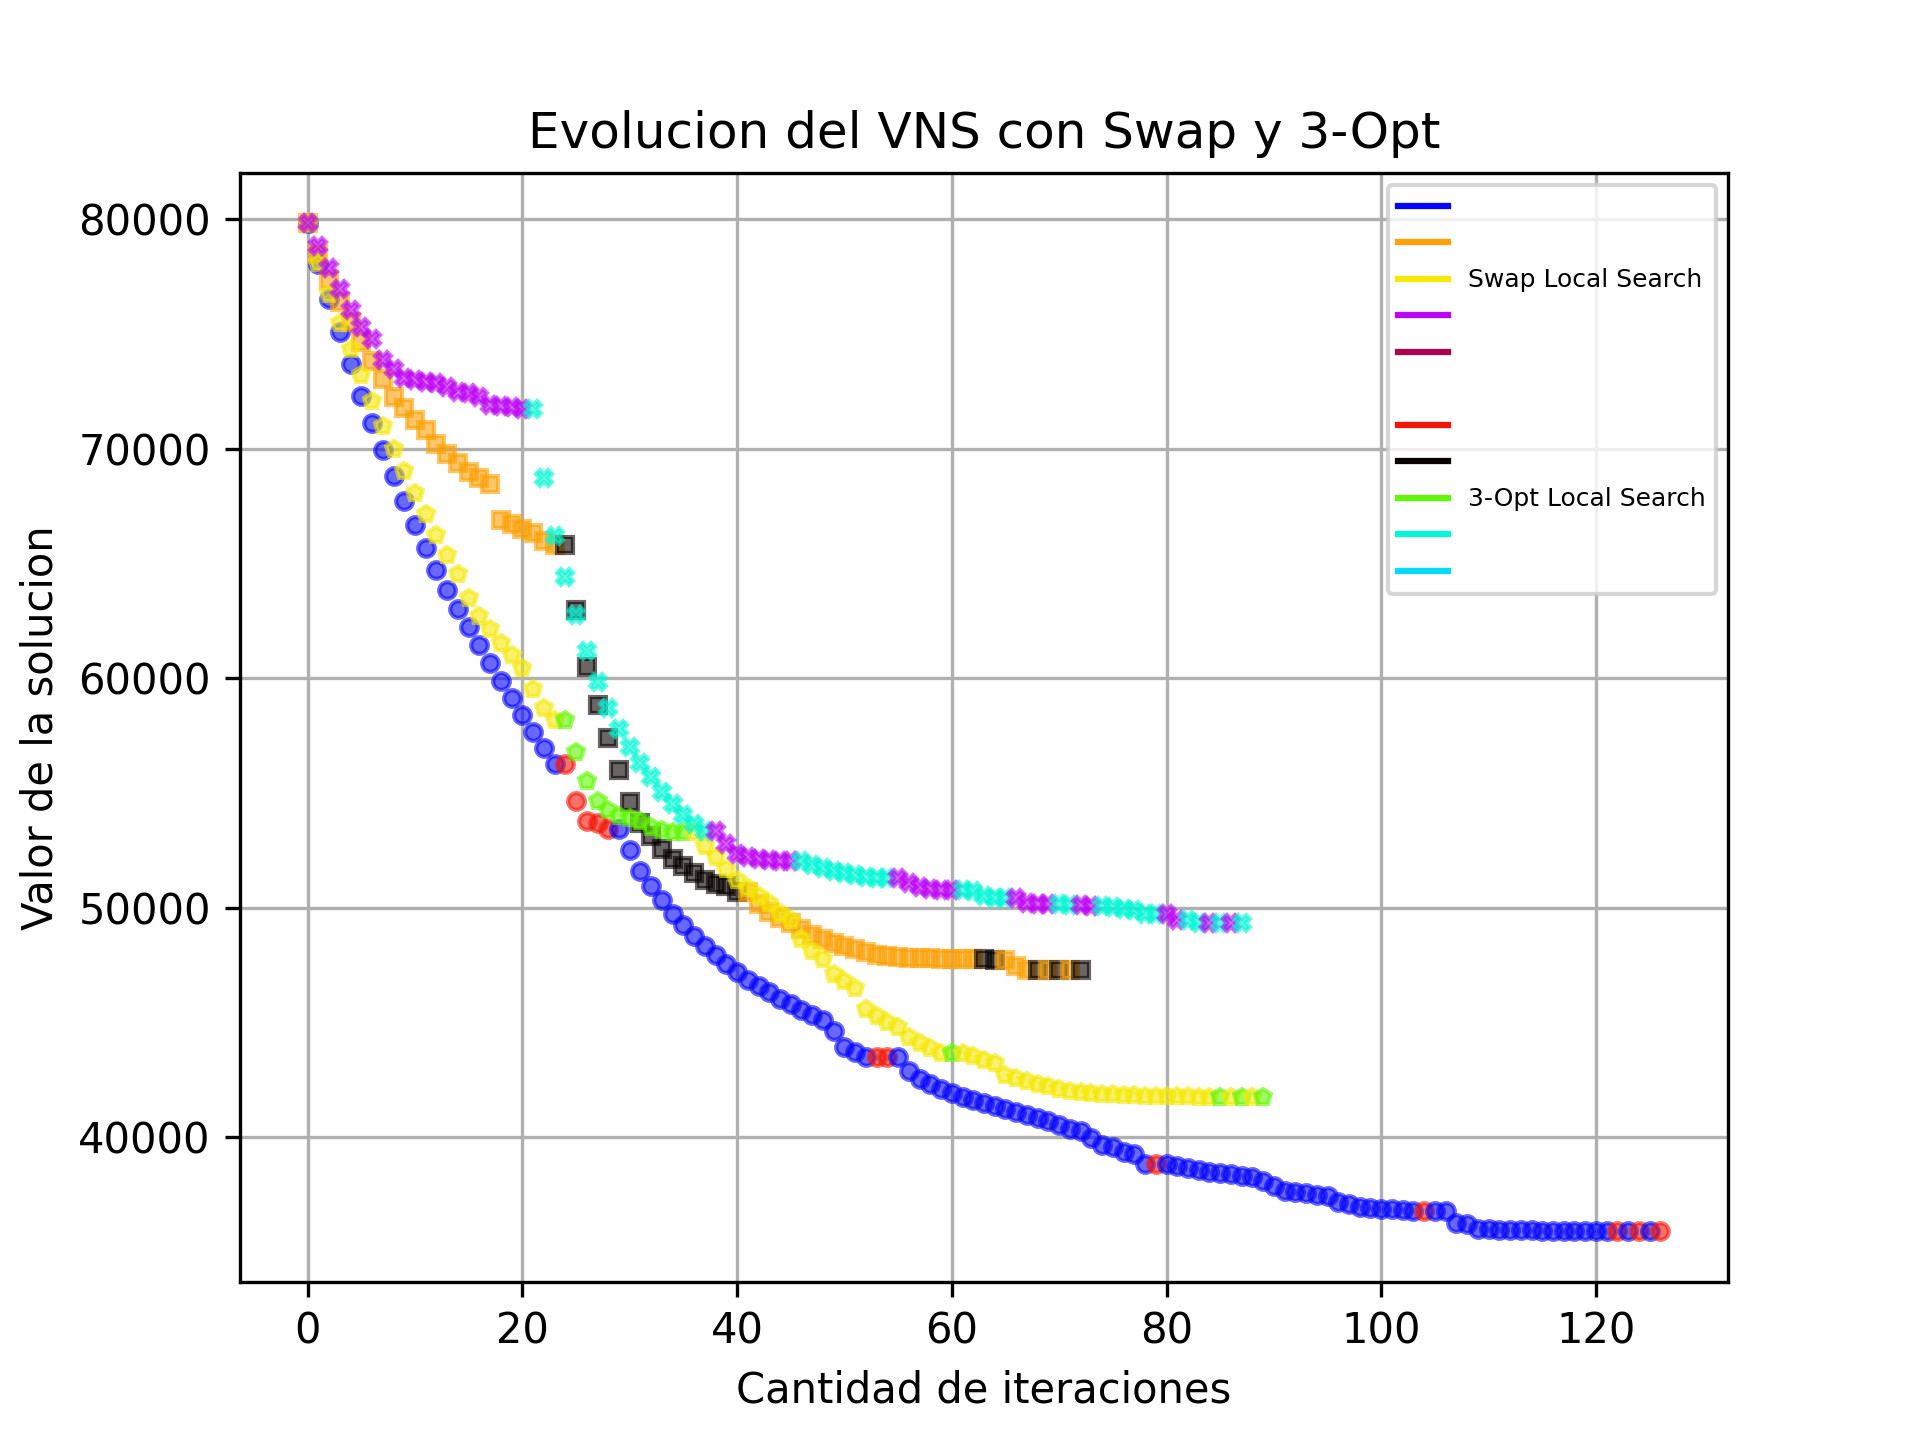 Evolucion del VNS con Swap y 3-Opt
80000
70000
60000
50000
40000
Valor de la solucion
Swap Local Search
3-Opt Local Search
0 20 40 60 80 100 120
Cantidad de iteraciones